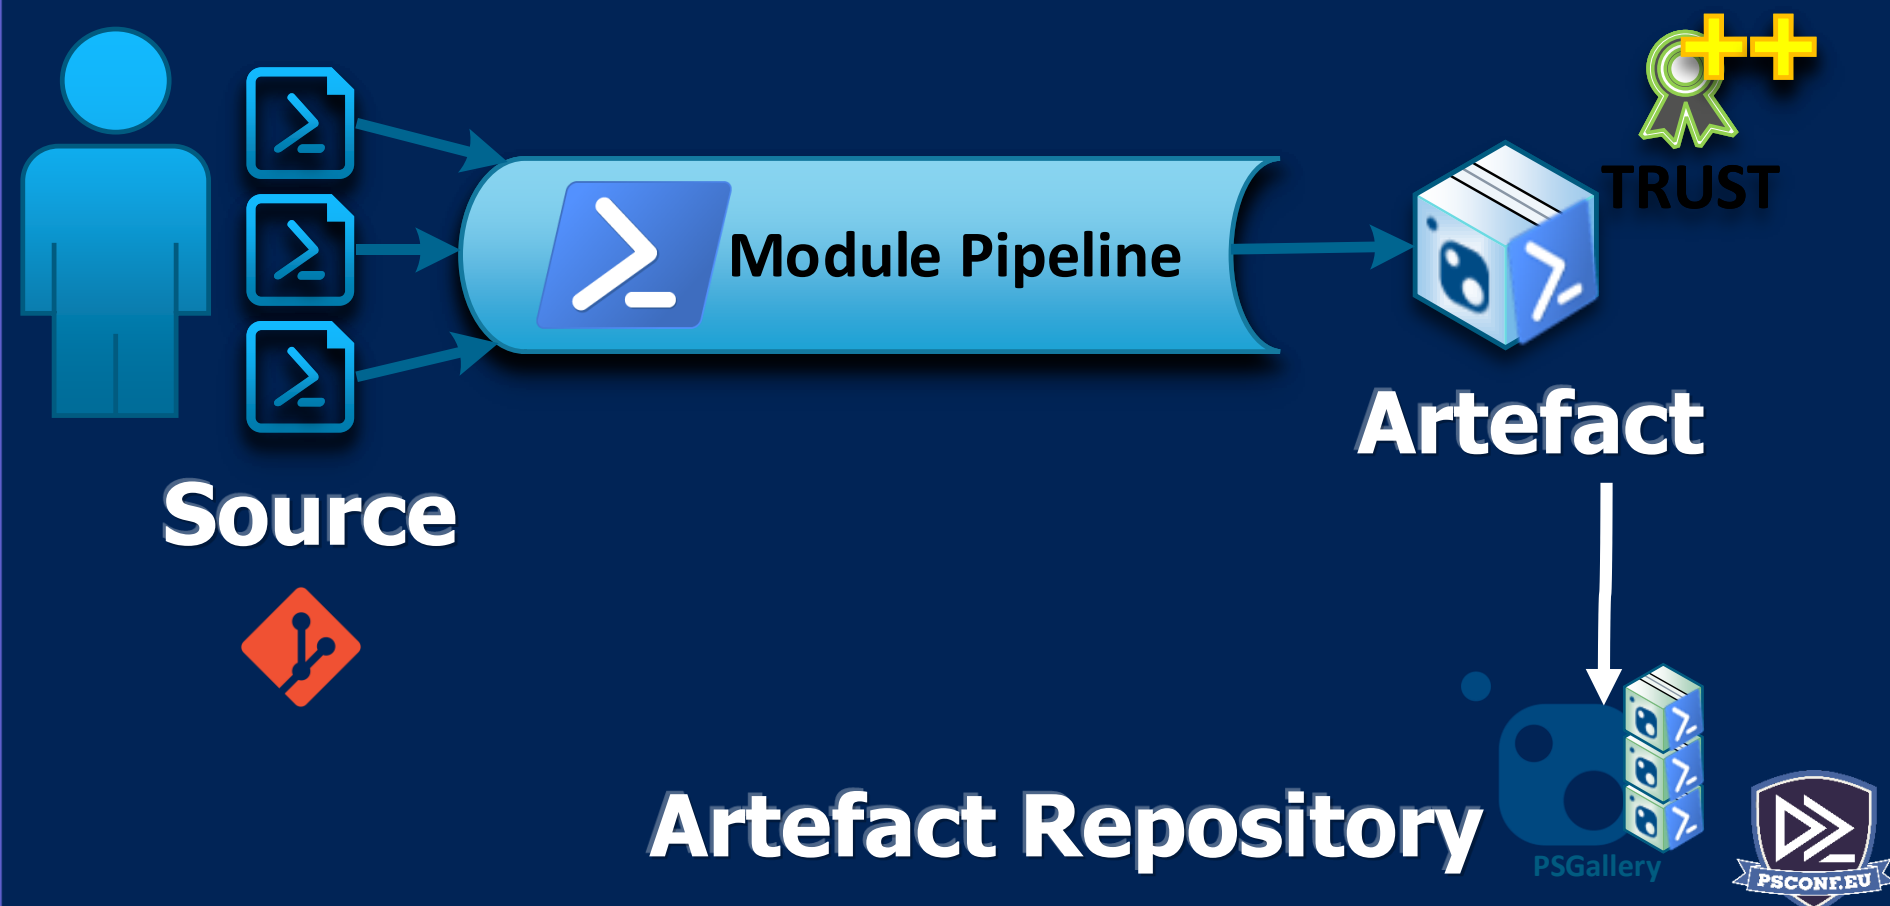 TRUST
Module Pipeline
Artefact
Source
Artefact Repository
PSGallery
PSCONF.EU